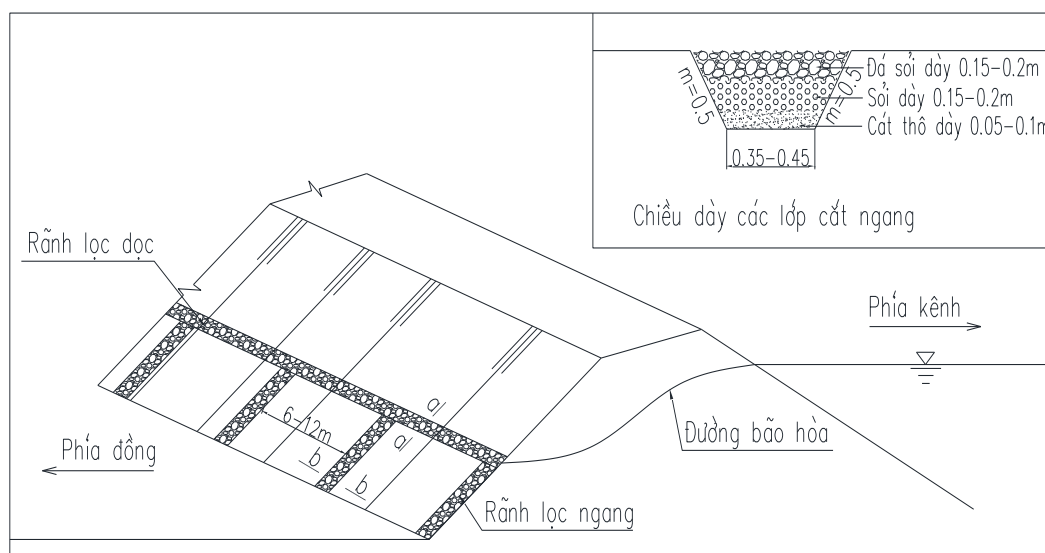 Đá sỏi dày 0.15-0.2m
Sỏi dày 0.15-0.2m
Cát thô dày 0.05-0.1m
m=0.5
m=0.5
0.35-0.45
Chiều dày các lớp cắt ngang
Rãnh lọc dọc
Phía kênh
a
6-12m
a
Đường bão hòa
Phía đồng
b
b
Rãnh lọc ngang